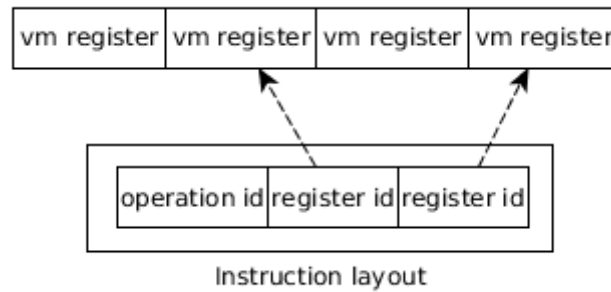 vm register vm register vm register vm register
operation id register id register id
Instruction layout